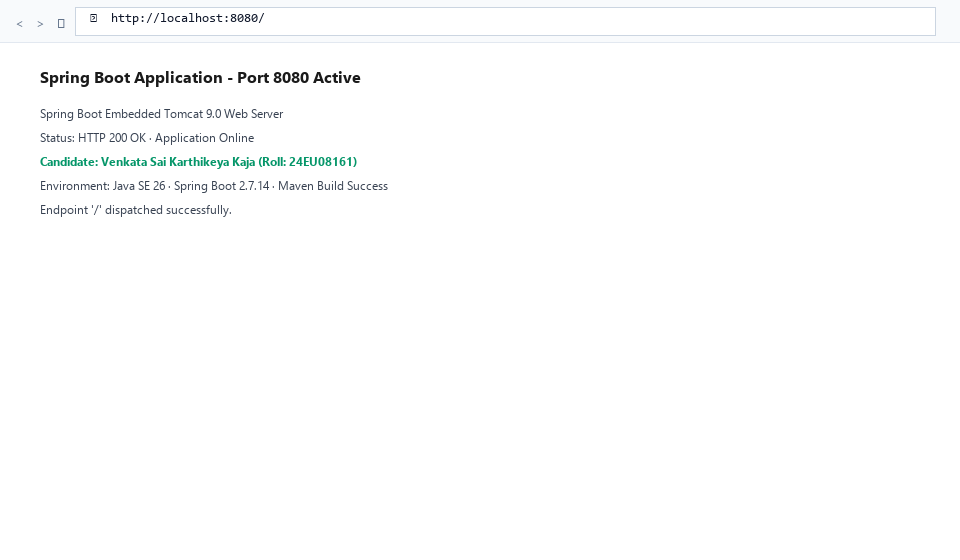 < > http://localhost:8080/
Spring Boot Application - Port 8080 Active
Spring Boot Embedded Tomcat 9.0 Web Server
Status: HTTP 200 OK · Application Online
Candidate: Venkata Sai Karthikeya Kaja (Roll: 24EU08161)
Environment: Java SE 26 · Spring Boot 2.7.14 · Maven Build Success
Endpoint '/' dispatched successfully.